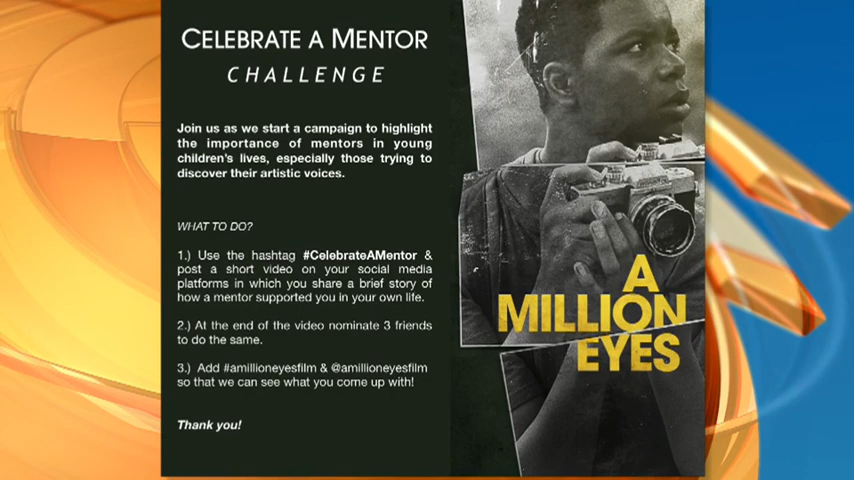 CELEBRATE A MENTOR
CHALLENGE
Join us as we start a campaign to highlight
the importance of mentors in young
children's lives, especially those trying to
discover their artistic voices.
WHAT TO DO?
1.) Use the hashtag #CelebrateAMentor &
post a short video on your social media
platforms in which you share a brief story of
how a mentor supported you in your own life.
2.) At the end of the video nominate 3 friends
to do the same.
3.) Add #amillioneyesfilm & @amillioneyesfilm
so that we can see what you come up with!
Thank you!
A
MILLION
EYES